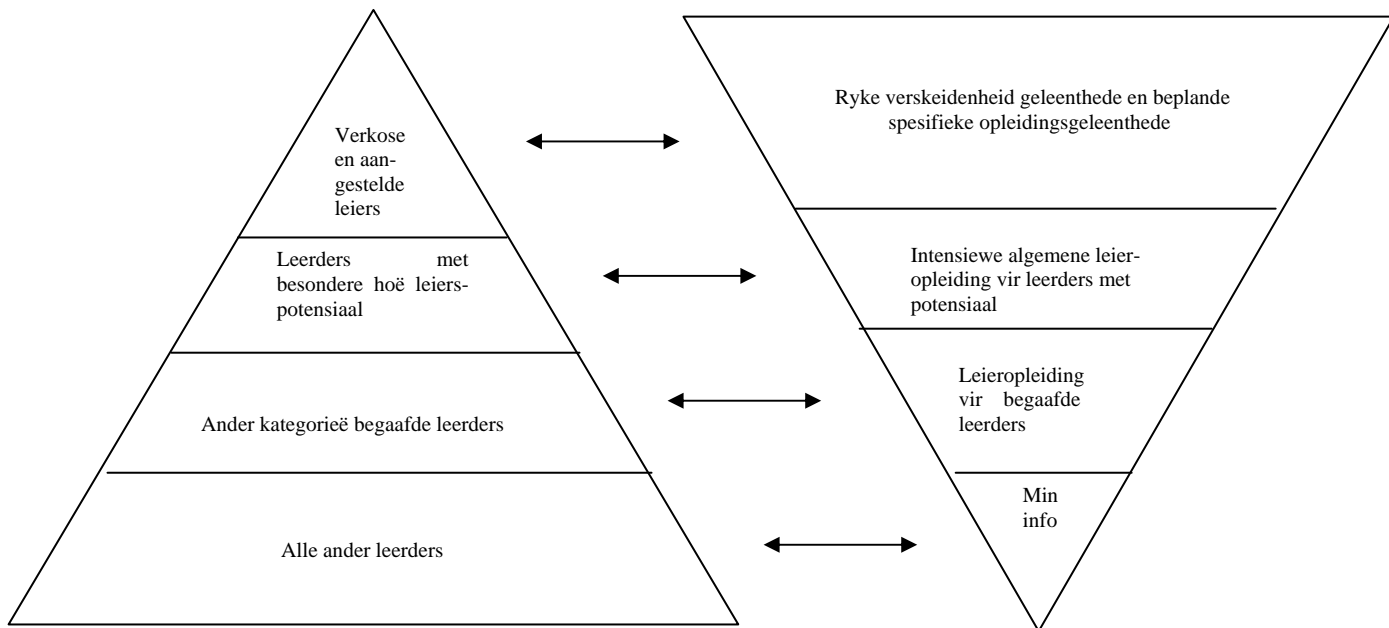 Verkose
en aan-
gestelde
leiers
Ryke verskeidenheid geleenthede en beplande
spesifieke opleidingsgeleenthede
Leerders met
besondere hoë leiers-
potensiaal
Intensiewe algemene leier-
opleiding vir leerders met
potensiaal
Ander kategorieë begaafde leerders
Leieropleiding
vir begaafde
leerders
Alle ander leerders
Min
info